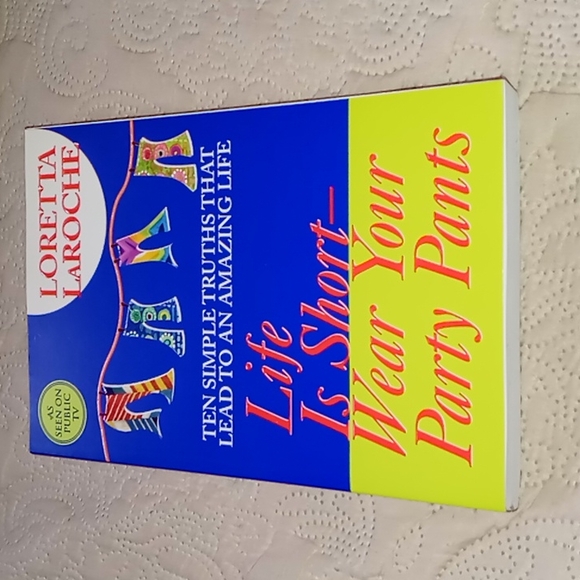 LORETTA
LAROCHE
AS
SEEN ON
PUBLIC
TV
TEN SIMPLE TRUTHS THAT
LEAD TO AN AMAZING LIFE
Life
Is Short—
Wear Your
Party Pants